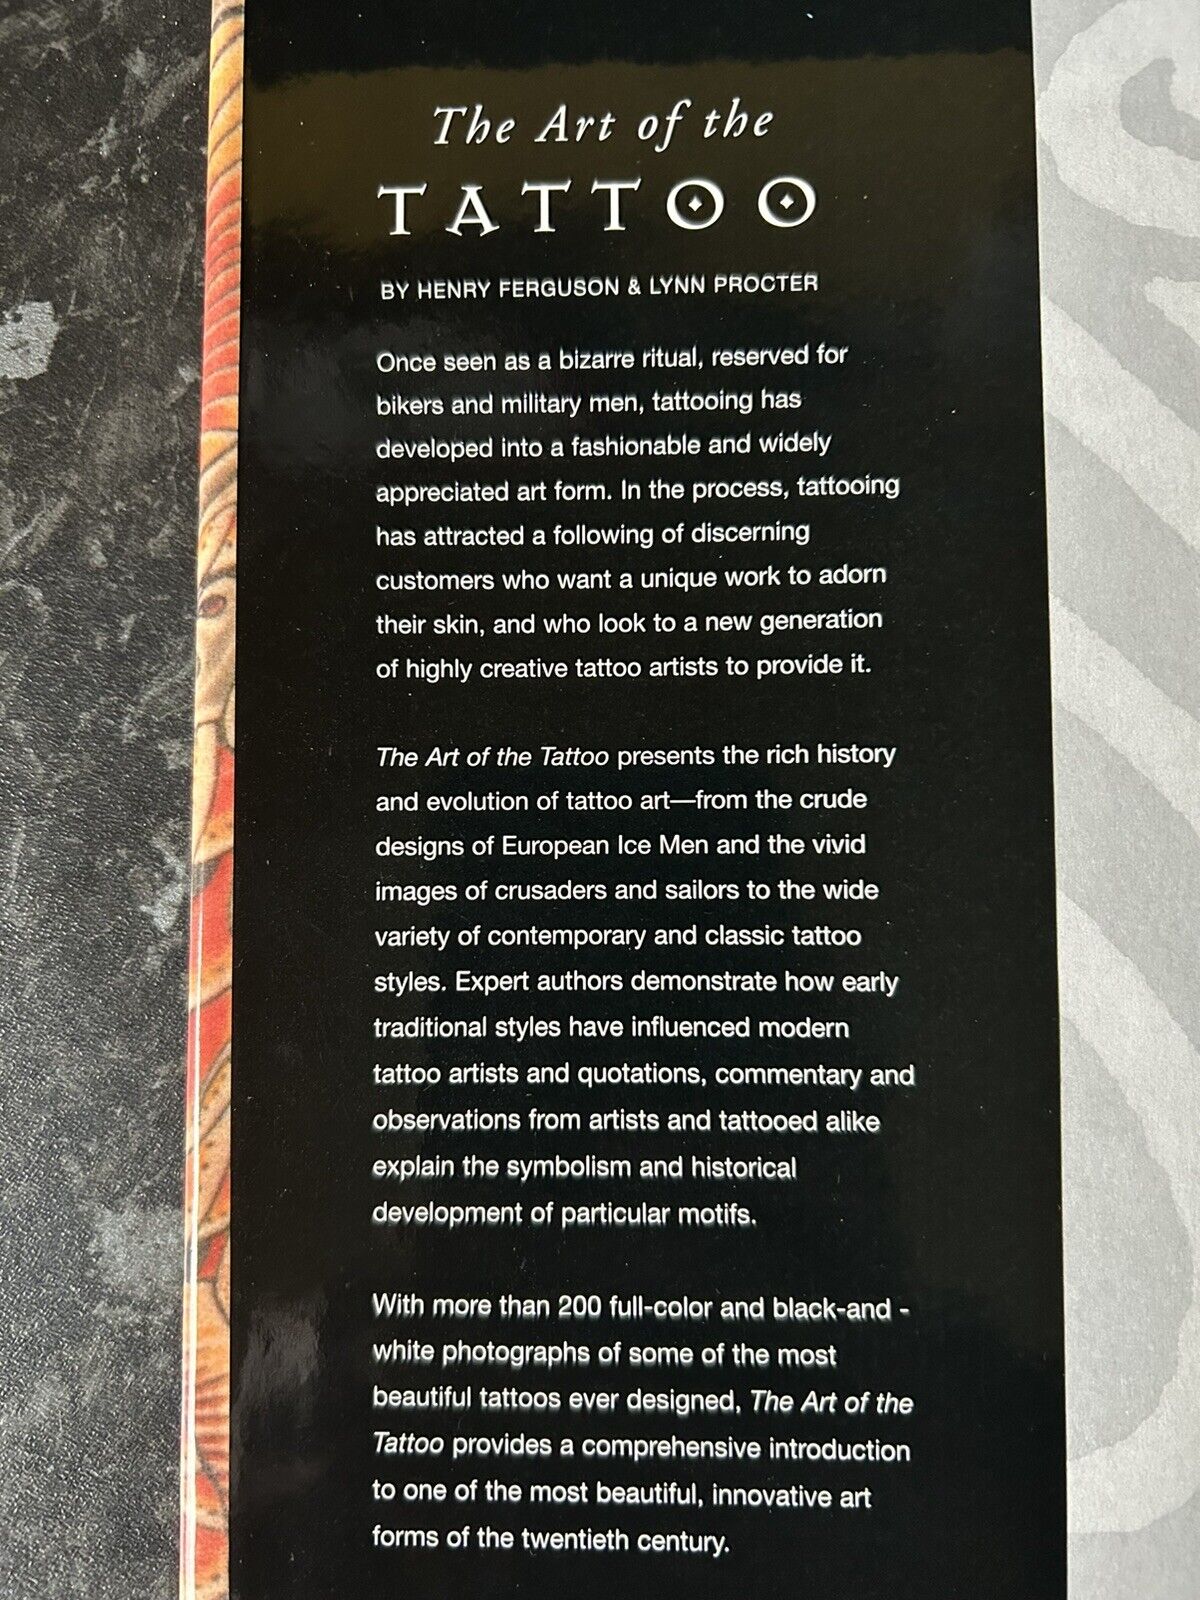 The Art of the
TATTOO
BY HENRY FERGUSON & LYNN PROCTER
Once seen as a bizarre ritual, reserved for
bikers and military men, tattooing has
developed into a fashionable and widely
appreciated art form. In the process, tattooing
has attracted a following of discerning
customers who want a unique work to adorn
their skin, and who look to a new generation
of highly creative tattoo artists to provide it.
The Art of the Tattoo presents the rich history
and evolution of tattoo art—from the crude
designs of European Ice Men and the vivid
images of crusaders and sailors to the wide
variety of contemporary and classic tattoo
styles. Expert authors demonstrate how early
traditional styles have influenced modern
tattoo artists and quotations, commentary and
observations from artists and tattooed alike
explain the symbolism and historical
development of particular motifs.
With more than 200 full-color and black-and -
white photographs of some of the most
beautiful tattoos ever designed, The Art of the
Tattoo provides a comprehensive introduction
to one of the most beautiful, innovative art
forms of the twentieth century.